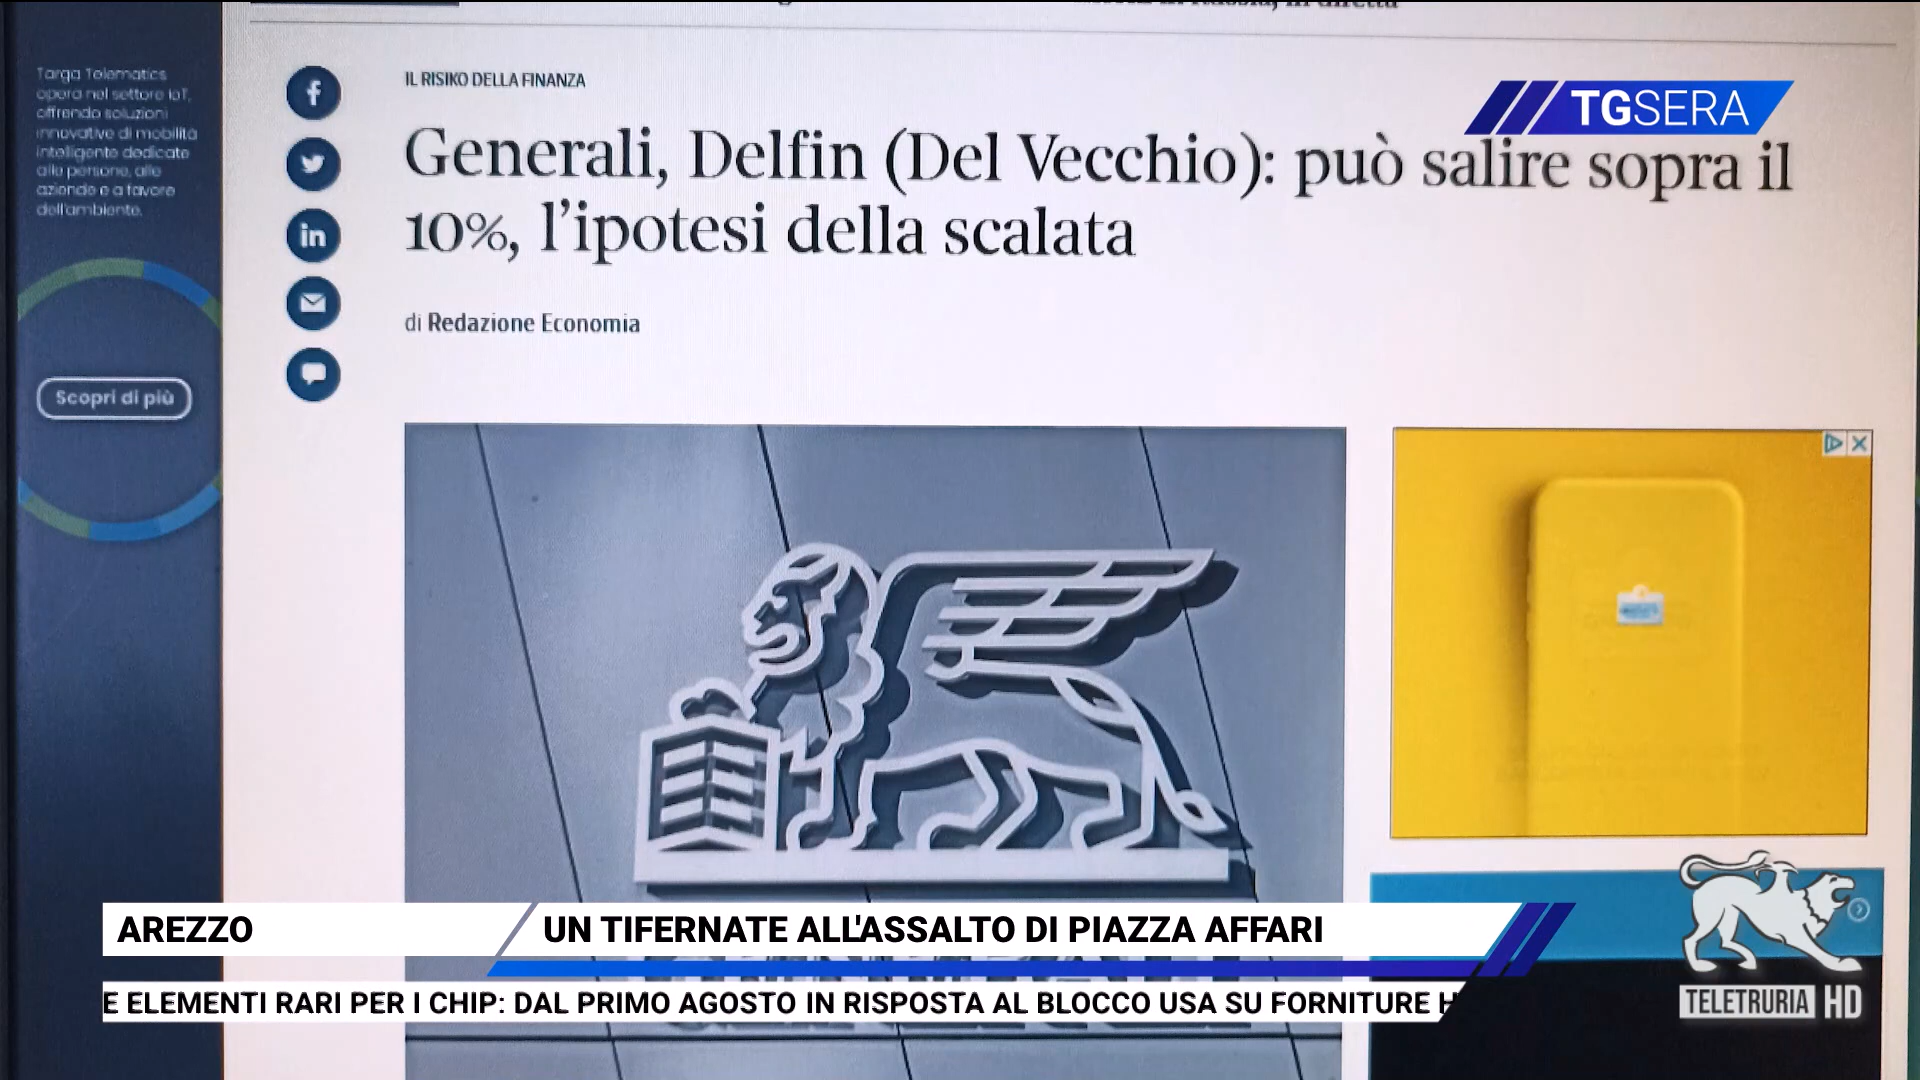 Targa Telematics
opera nel settore IoT,
offrendo soluzioni
innovative di mobilità
intelligente dedicate
alle persone, alle
aziende e a favore
dell'ambiente.
Scopri di più
in diretta
IL RISIKO DELLA FINANZA
TGSERA
Generali, Delfin (Del Vecchio): può salire sopra il
10%, l'ipotesi della scalata
di Redazione Economia
AREZZO
UN TIFERNATE ALL'ASSALTO DI PIAZZA AFFARI
E ELEMENTI RARI PER I CHIP: DAL PRIMO AGOSTO IN RISPOSTA AL BLOCCO USA SU FORNITURE
TELETRURIA HD